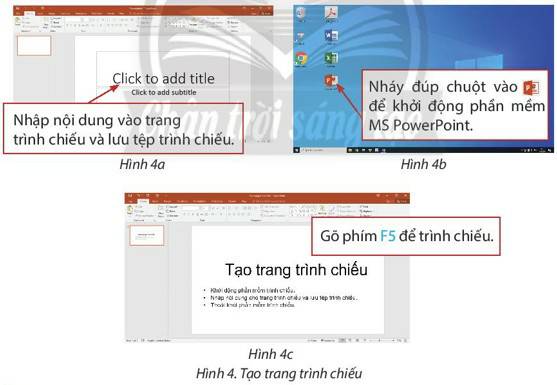 Click to add title
Click to add subtitle
Nhập nội dung vào trang
trình chiếu và lưu tệp trình chiếu.
Hình 4a
Nháy đúp chuột vào
để khởi động phần mềm
MS PowerPoint.
Hình 4b
Chân trời sáng tạo
Gõ phím F5 để trình chiếu.
Tạo trang trình chiếu
• Khởi động phần mềm trình chiếu.
• Nhập nội dung cho trang trình chiếu và lưu tệp trình chiếu.
• Thoát khỏi phần mềm trình chiếu.
Hình 4c
Hình 4. Tạo trang trình chiếu